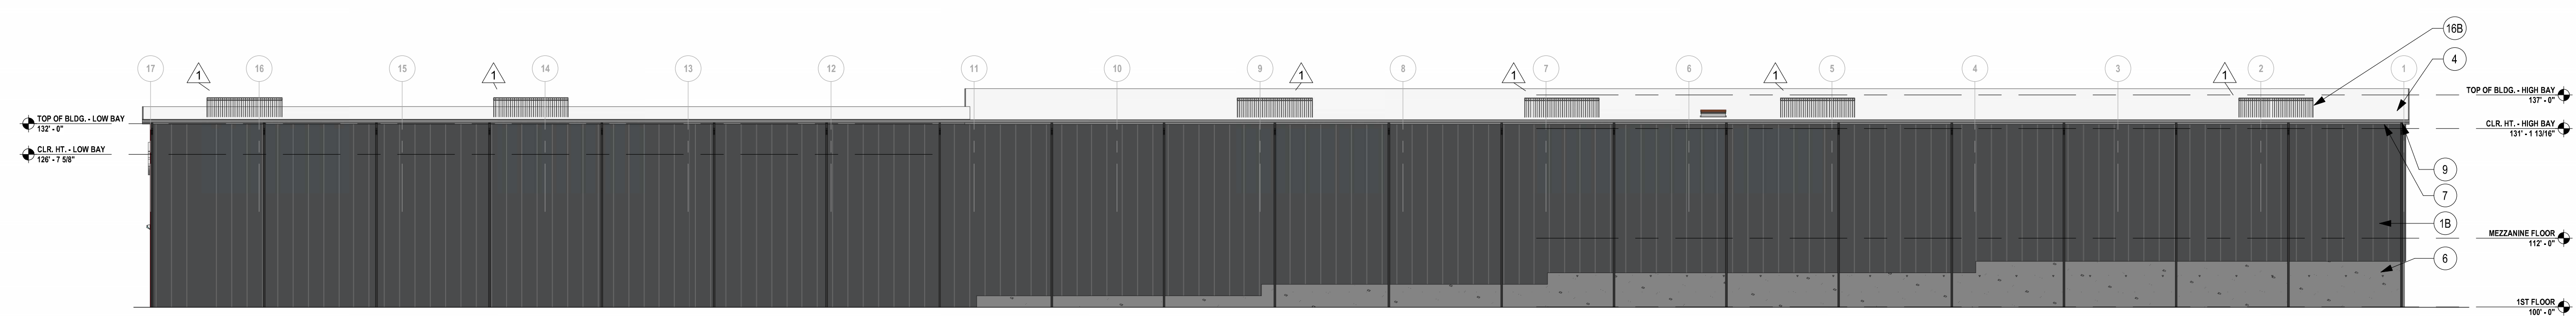 16B
4
17
1
16
15
1
14
13
12
11
10
9
1
8
1
7
6
1
5
4
3
1
2
1
TOP OF BLDG. - HIGH BAY
137' - 0"
TOP OF BLDG. - LOW BAY
132' - 0"
CLR. HT. - HIGH BAY
131' - 1 13/16"
CLR. HT. - LOW BAY
126' - 7 5/8"
9
7
1B
MEZZANINE FLOOR
112' - 0"
6
1ST FLOOR
100' - 0"